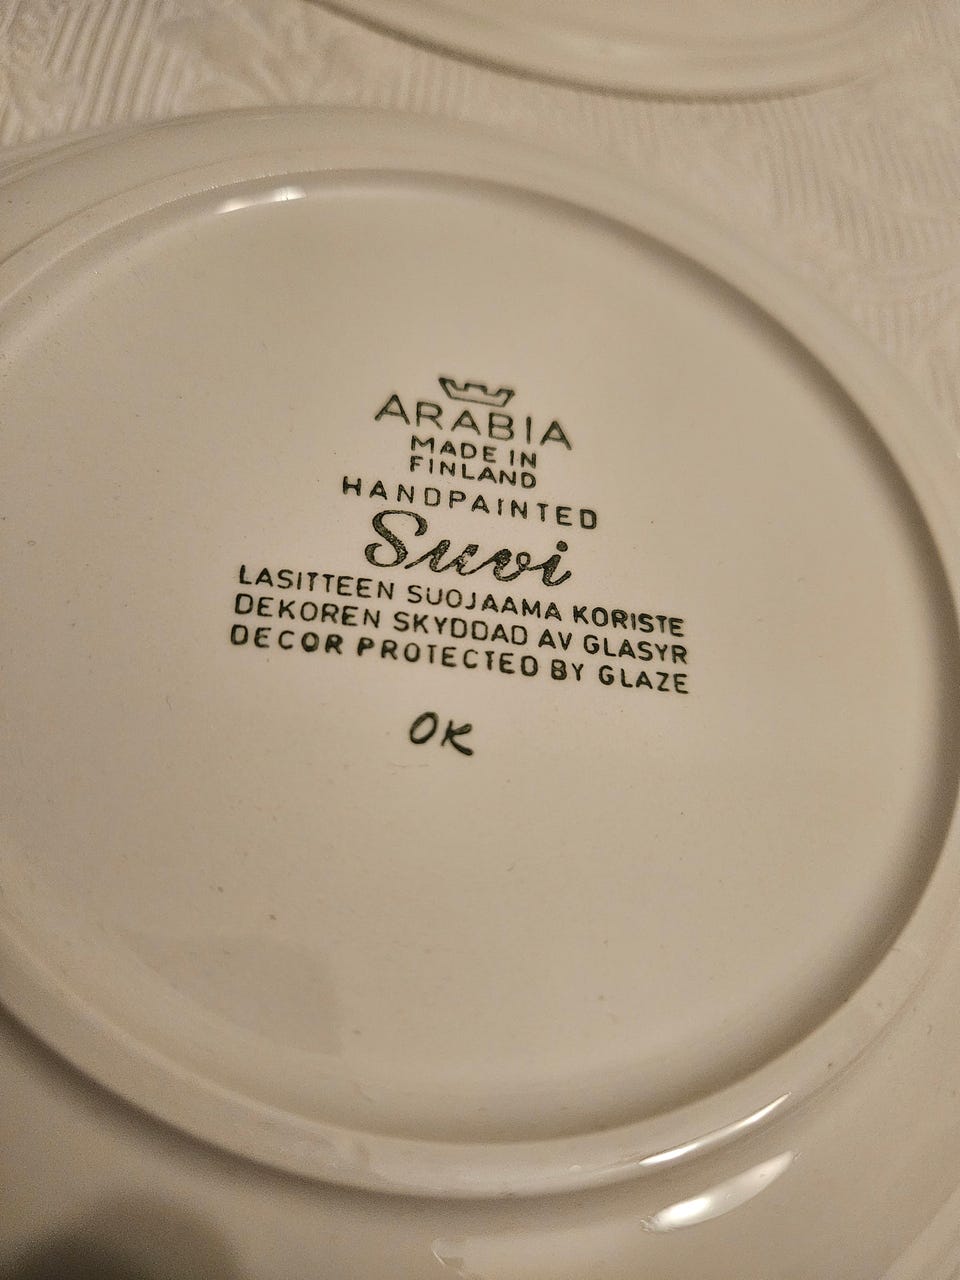 ARABIA
MADE IN
FINLAND
HANDPAINTED
Suvi
LASITTEEN SUOJAAMA KORISTE
DEKOREN SKYDDAD AV GLASYR
DECOR PROTECTED BY GLAZE
OK